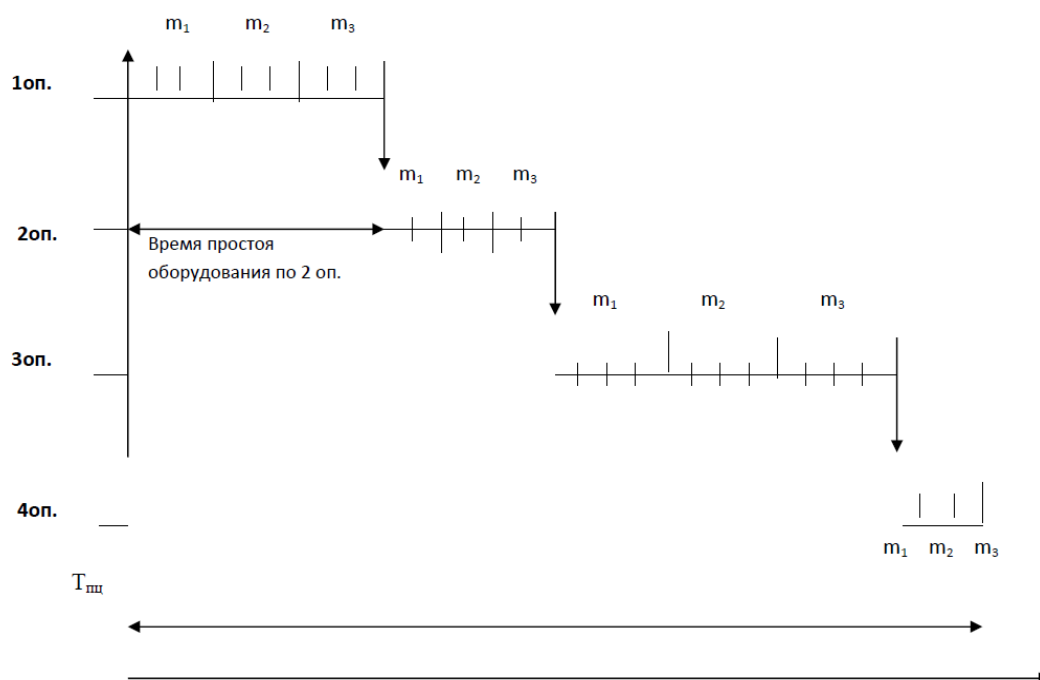 m₁ m₂ m₃
1оп.
m₁ m₂ m₃
2оп.
Время простоя
оборудования по 2 оп.
m₁ m₂ m₃
3оп.
4оп.
m₁ m₂ m₃
Tпц